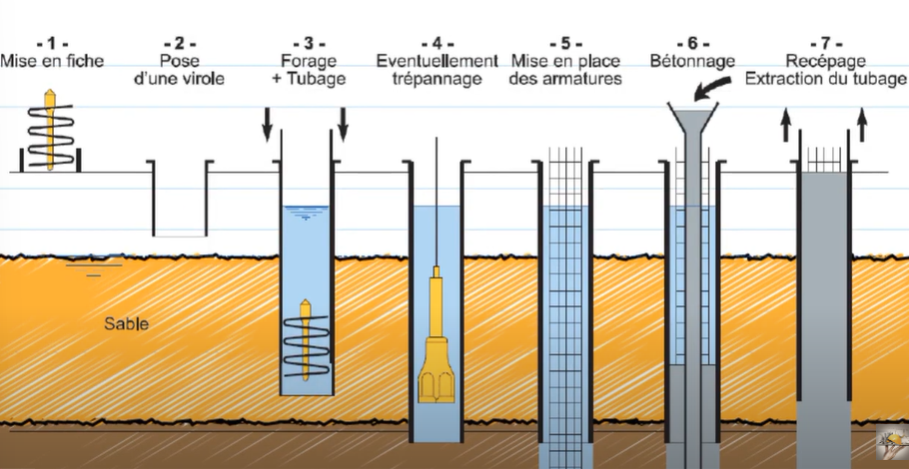 - 1 -
Mise en fiche
- 2 -
Pose
d'une virole
- 3 -
Forage
+ Tubage
- 4 -
Eventuellement
trépannage
- 5 -
Mise en place
des armatures
- 6 -
Bétonnage
- 7 -
Recépage
Extraction du tubage
Sable